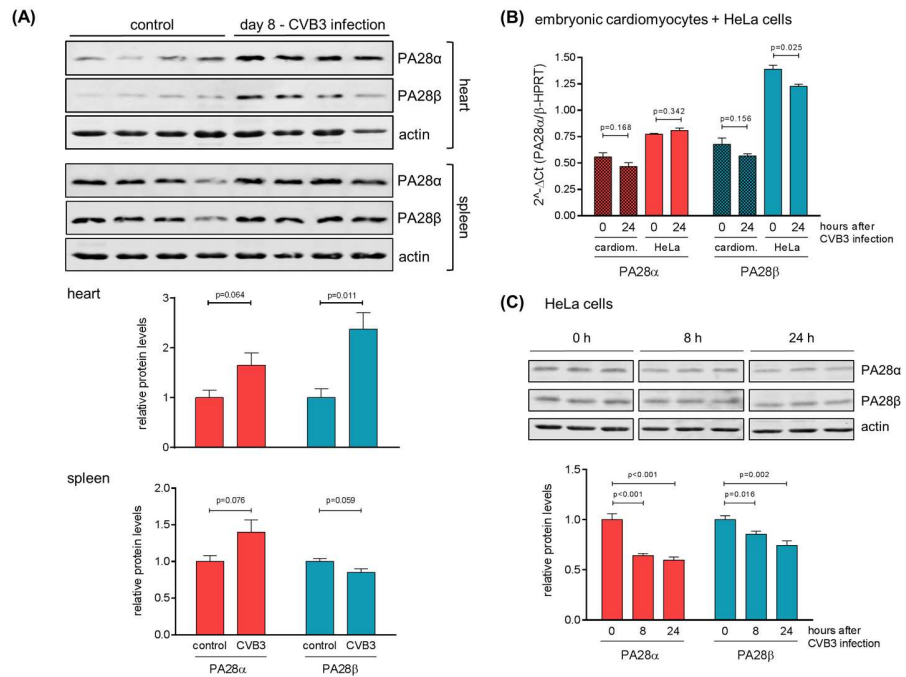 (A)
control
day 8 - CVB3 infection
PA28α
PA28β
actin
heart
PA28α
PA28β
actin
spleen
heart
relative protein levels
3
2
1
0
p=0.064
p=0.011
spleen
relative protein levels
2.0
1.5
1.0
0.5
0.0
p=0.076
p=0.059
control CVB3 control CVB3
PA28α PA28β
(B) embryonic cardiomyocytes + HeLa cells
2^-ΔCt (PA28α/β-HPRT)
1.50
1.25
1.00
0.75
0.50
0.25
0.00
p=0.168
p=0.342
p=0.156
p=0.025
0 24 0 24 0 24 0 24 hours after
CVB3 infection
cardiom. HeLa cardiom. HeLa
PA28α PA28β
(C) HeLa cells
0 h 8 h 24 h
PA28α
PA28β
actin
relative protein levels
1.5
1.0
0.5
0.0
p<0.001
p<0.001
p=0.002
p=0.016
0 8 24 0 8 24 hours after
CVB3 infection
PA28α PA28β